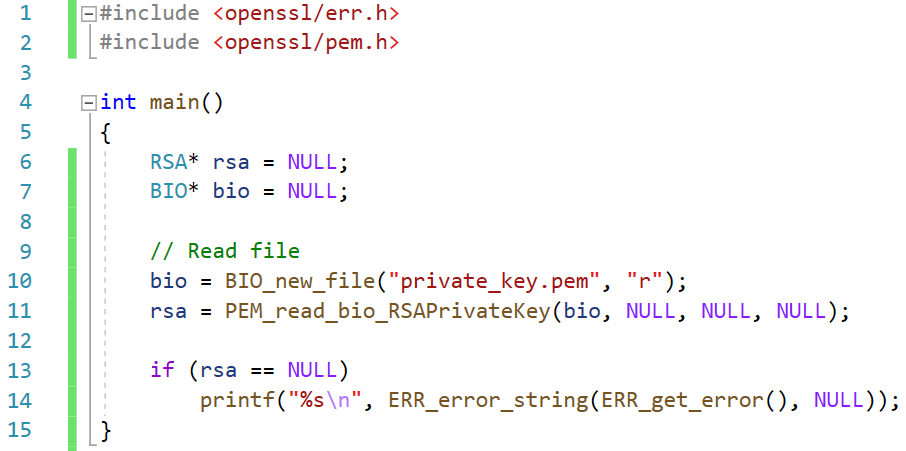 1 #include <openssl/err.h>
2 #include <openssl/pem.h>
3
4 int main()
5 {
6 RSA* rsa = NULL;
7 BIO* bio = NULL;
8
9 // Read file
10 bio = BIO_new_file("private_key.pem", "r");
11 rsa = PEM_read_bio_RSAPrivateKey(bio, NULL, NULL, NULL);
12
13 if (rsa == NULL)
14 printf("%s\n", ERR_error_string(ERR_get_error(), NULL));
15 }